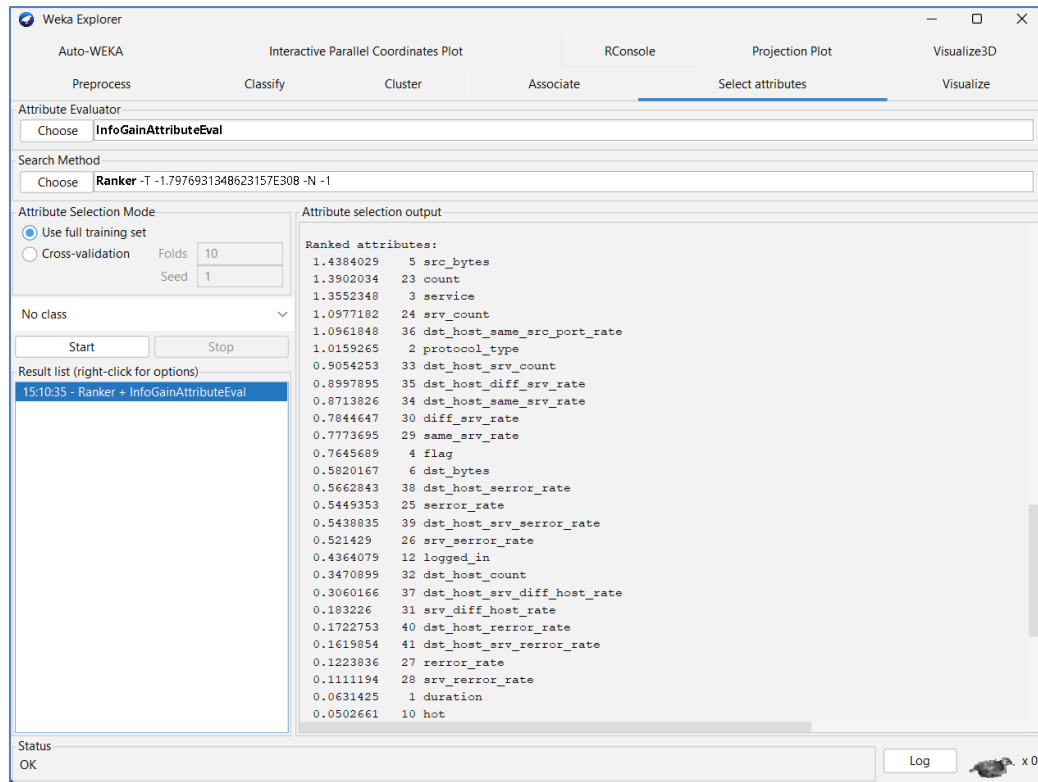 Weka Explorer
Auto-WEKA Interactive Parallel Coordinates Plot RConsole Projection Plot Visualize3D
Preprocess Classify Cluster Associate Select attributes Visualize
Attribute Evaluator
Choose InfoGainAttributeEval
Search Method
Choose Ranker -T -1.7976931348623157E308 -N -1
Attribute Selection Mode
Use full training set
Cross-validation Folds 10
Seed 1
No class
Start Stop
Result list (right-click for options)
15:10:35 - Ranker + InfoGainAttributeEval
Attribute selection output
Ranked attributes:
1.4384029 5 src_bytes
1.3902034 23 count
1.3552348 3 service
1.0977182 24 srv_count
1.0961848 36 dst_host_same_src_port_rate
1.0159265 2 protocol_type
0.9054253 33 dst_host_srv_count
0.8997895 35 dst_host_diff_srv_rate
0.8713826 34 dst_host_same_srv_rate
0.7844647 30 diff_srv_rate
0.7773695 29 same_srv_rate
0.7645689 4 flag
0.5820167 6 dst_bytes
0.5662843 38 dst_host_serror_rate
0.5449353 25 serror_rate
0.5438835 39 dst_host_srv_serror_rate
0.521429 26 srv_serror_rate
0.4364079 12 logged_in
0.3470899 32 dst_host_count
0.3060166 37 dst_host_srv_diff_host_rate
0.183226 31 srv_diff_host_rate
0.1722753 40 dst_host_rerror_rate
0.1619854 41 dst_host_srv_rerror_rate
0.1223836 27 rerror_rate
0.1111194 28 srv_rerror_rate
0.0631425 1 duration
0.0502661 10 hot
Status
OK
Log x 0